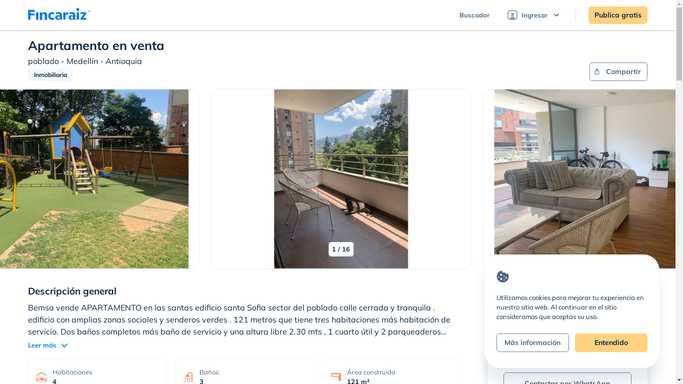 Fincaraiz
Buscador
Ingresar
Publica gratis
Apartamento en venta
poblado - Medellín - Antioquia
Inmobiliaria
Compartir
1 / 16
Descripción general
Bemsa vende APARTAMENTO en las santas edificio santa Sofia sector del poblado calle cerrada y tranquila .
edificio con amplias zonas sociales y senderos verdes . 121 metros que tiene tres habitaciones más habitación de
servicio. Dos baños completos más baño de servicio y una altura libre 2.30 mts , 1 cuarto útil y 2 parqueaderos...
Leer más
Habitaciones
4
Baños
3
Área construida
121 m²
Utilizamos cookies para mejorar tu experiencia en
nuestro sitio web. Al continuar en el sitio
consideramos que aceptas su uso.
Más información
Entendido
Contactar por WhatsApp